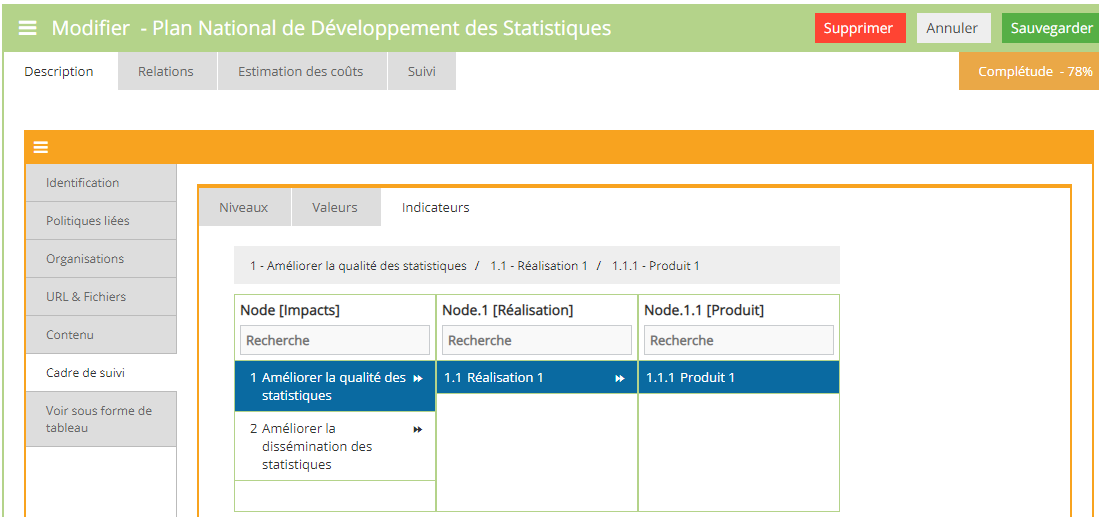 Modifier - Plan National de Développement des Statistiques
Supprimer
Annuler
Sauvegarder
Description
Relations
Estimation des coûts
Suivi
Complétude - 78%
Identification
Politiques liées
Organisations
URL & Fichiers
Contenu
Cadre de suivi
Voir sous forme de
tableau
Niveaux
Valeurs
Indicateurs
1 - Améliorer la qualité des statistiques / 1.1 - Réalisation 1 / 1.1.1 - Produit 1
Node [Impacts]
Recherche
1 Améliorer la qualité des
statistiques
2 Améliorer la
dissémination des
statistiques
Node.1 [Réalisation]
Recherche
1.1 Réalisation 1
Node.1.1 [Produit]
Recherche
1.1.1 Produit 1